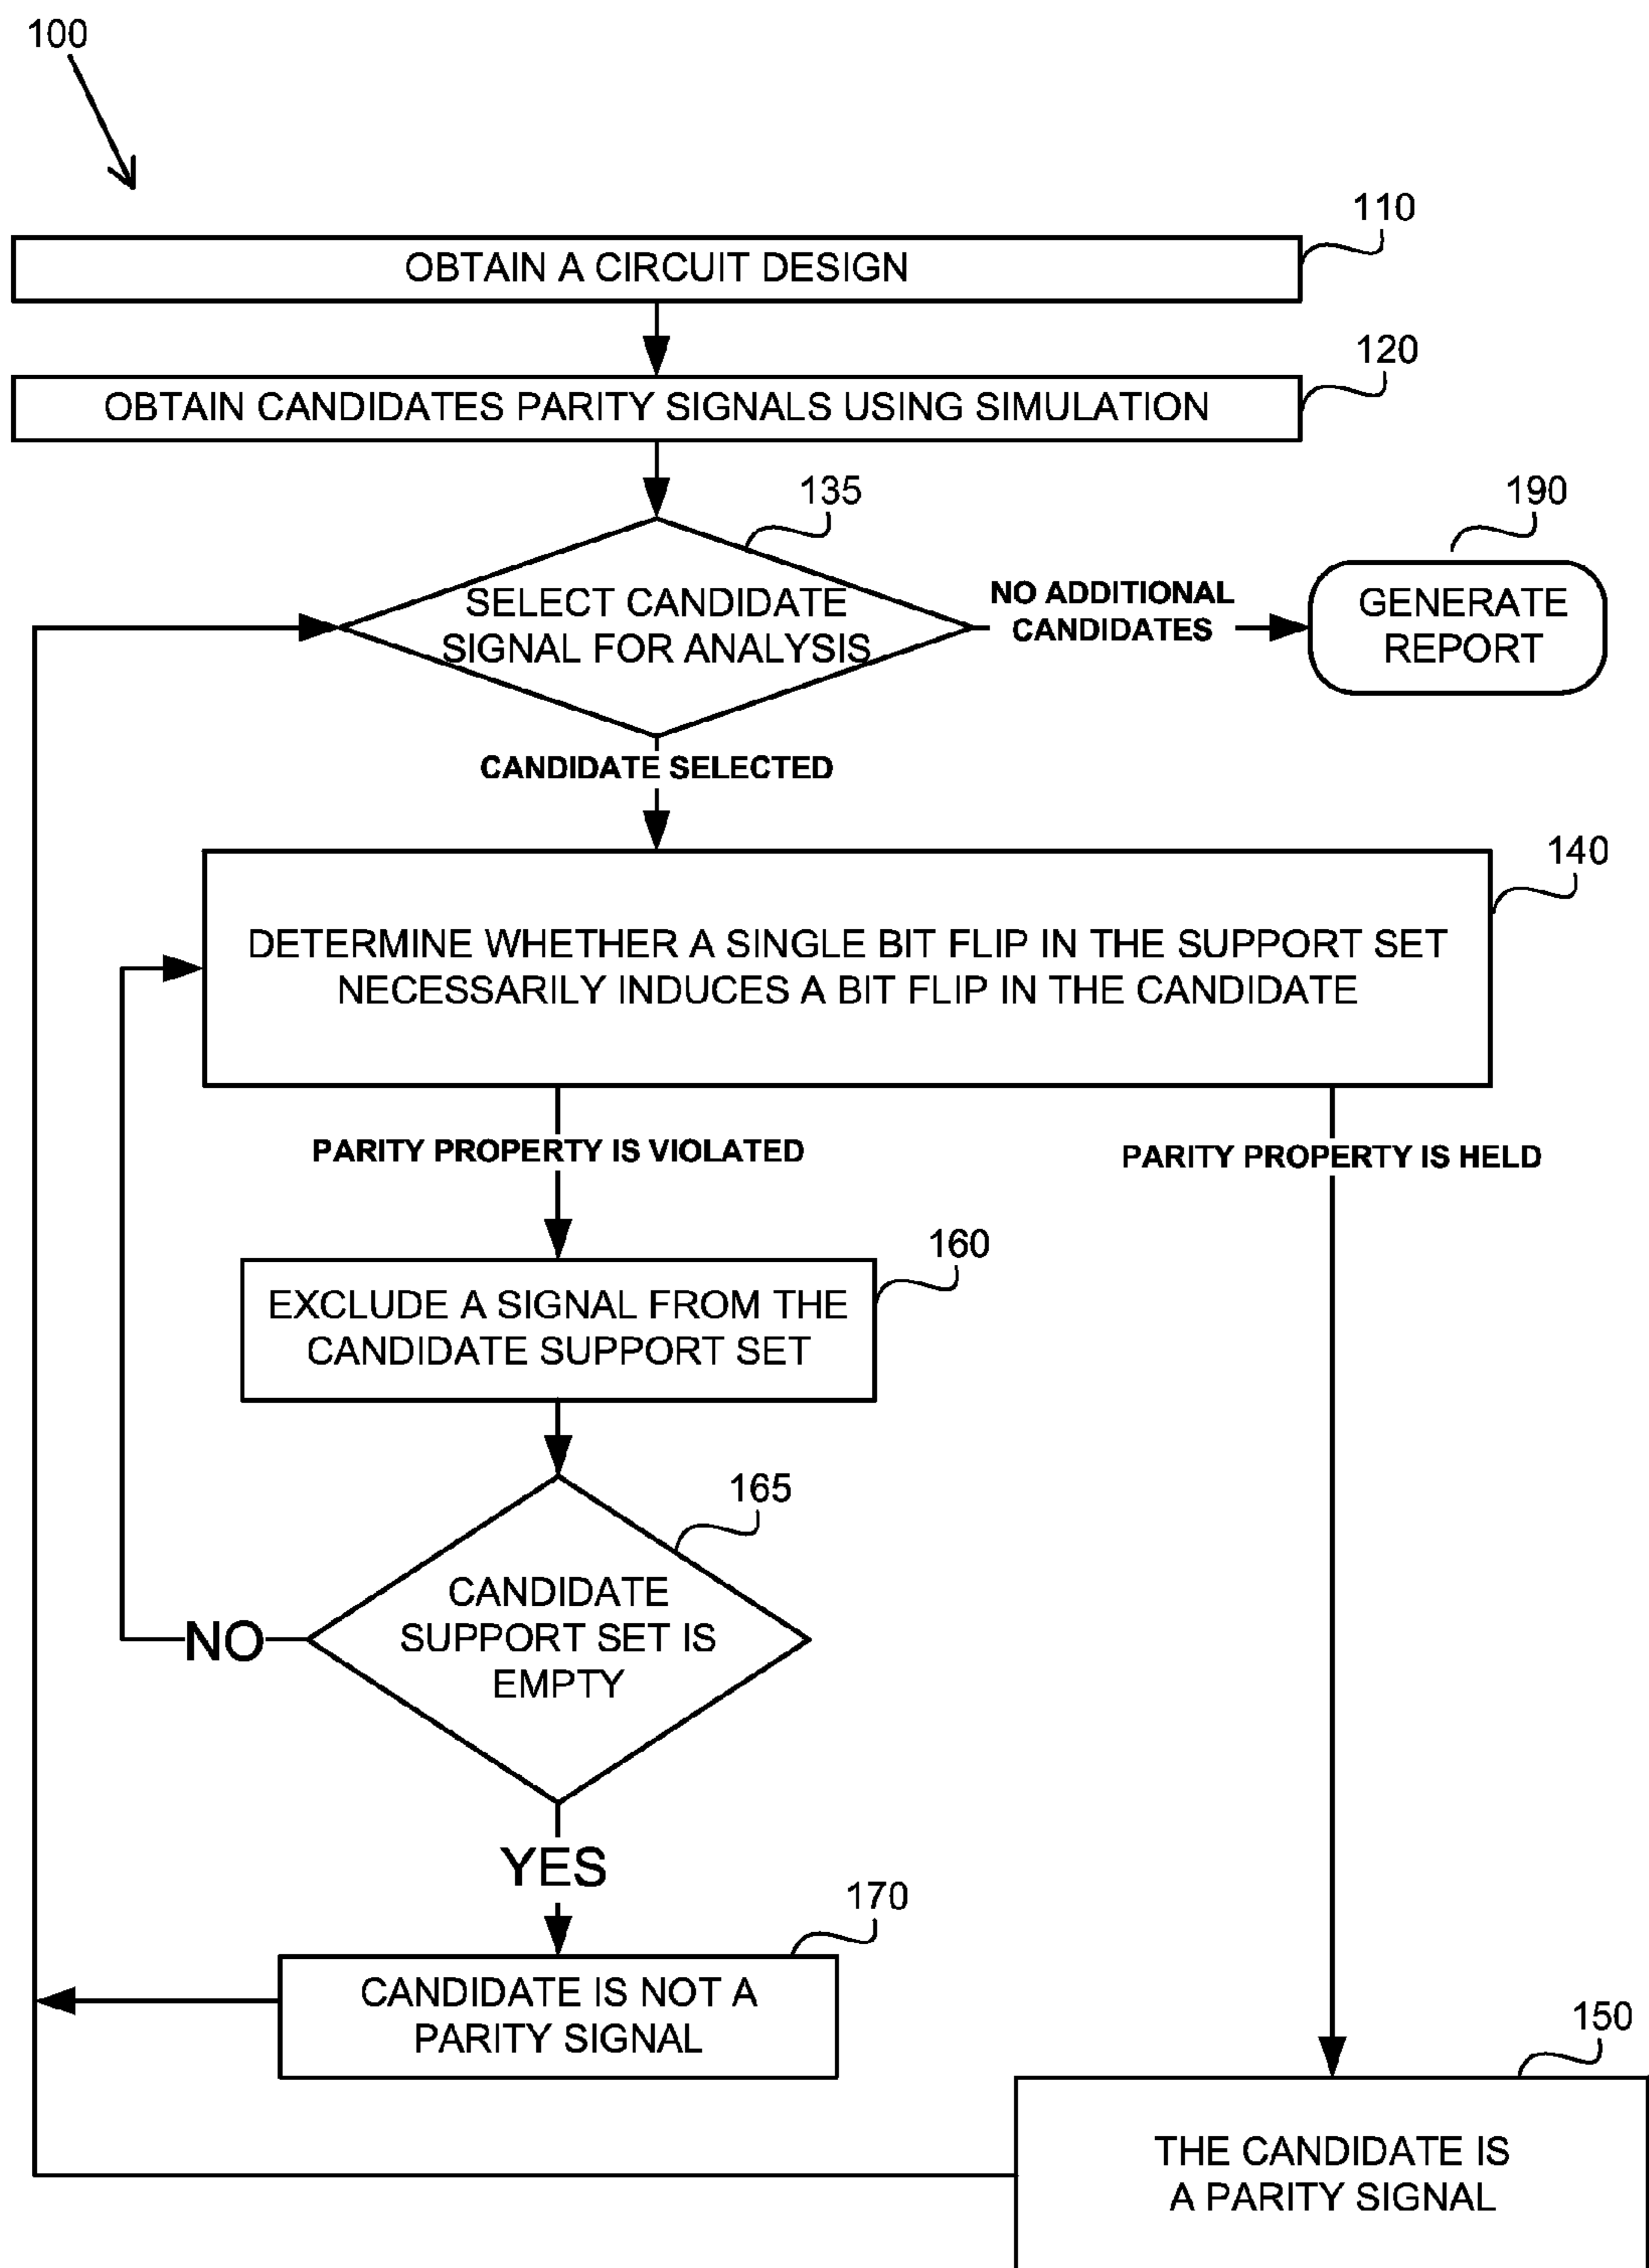 100
110
OBTAIN A CIRCUIT DESIGN
120
OBTAIN CANDIDATES PARITY SIGNALS USING SIMULATION
135
190
SELECT CANDIDATE
SIGNAL FOR ANALYSIS
NO ADDITIONAL
CANDIDATES
GENERATE
REPORT
CANDIDATE SELECTED
140
DETERMINE WHETHER A SINGLE BIT FLIP IN THE SUPPORT SET
NECESSARILY INDUCES A BIT FLIP IN THE CANDIDATE
PARITY PROPERTY IS VIOLATED
PARITY PROPERTY IS HELD
160
EXCLUDE A SIGNAL FROM THE
CANDIDATE SUPPORT SET
165
CANDIDATE
SUPPORT SET IS
EMPTY
NO
YES
170
CANDIDATE IS NOT A
PARITY SIGNAL
150
THE CANDIDATE IS
A PARITY SIGNAL